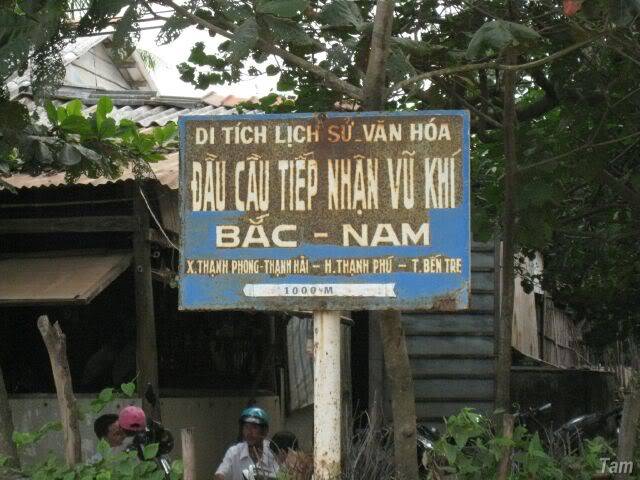 DI TÍCH LỊCH SỬ VĂN HÓA
ĐẦU CẦU TIẾP NHẬN VŨ KHÍ
BẮC - NAM
X.THẠNH PHONG-THẠNH HẢI - H.THẠNH PHÚ - T.BẾN TRE
1000 M
Tam